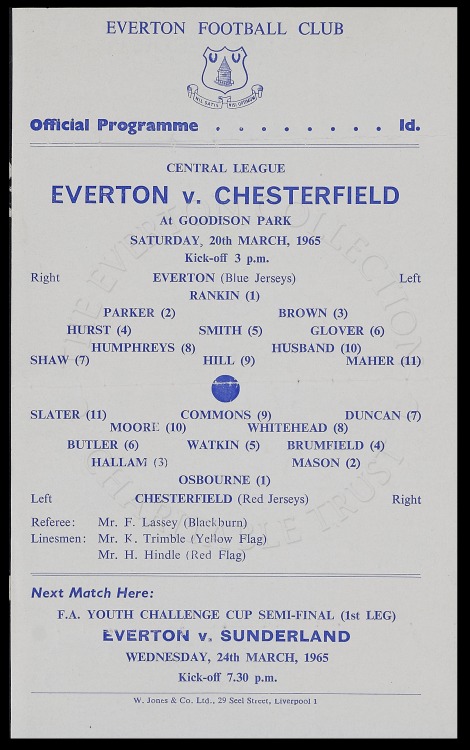 EVERTON FOOTBALL CLUB
NIL SATIS NISI OPTIMUM
Official Programme . . . . . . . . 1d.
CENTRAL LEAGUE
EVERTON v. CHESTERFIELD
At GOODISON PARK
SATURDAY, 20th MARCH, 1965
Kick-off 3 p.m.
Right EVERTON (Blue Jerseys) Left
RANKIN (1)
PARKER (2) BROWN (3)
HURST (4) SMITH (5) GLOVER (6)
HUMPHREYS (8) HUSBAND (10)
SHAW (7) HILL (9) MAHER (11)
SLATER (11) COMMONS (9) DUNCAN (7)
MOORE (10) WHITEHEAD (8)
BUTLER (6) WATKIN (5) BRUMFIELD (4)
HALLAM (3) MASON (2)
OSBOURNE (1)
Left CHESTERFIELD (Red Jerseys) Right
Referee: Mr. F. Lassey (Blackburn)
Linesmen: Mr. K. Trimble (Yellow Flag)
Mr. H. Hindle (Red Flag)
Next Match Here:
F.A. YOUTH CHALLENGE CUP SEMI-FINAL (1st LEG)
EVERTON v. SUNDERLAND
WEDNESDAY, 24th MARCH, 1965
Kick-off 7.30 p.m.
W. Jones & Co. Ltd., 29 Seel Street, Liverpool 1
THE EVERTON COLLECTION
CHARITABLE TRUST